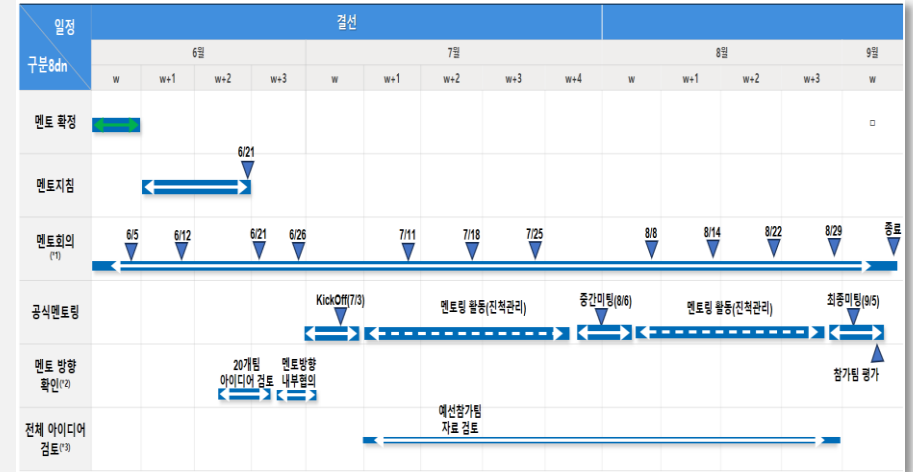 일정
결선
구분8dn
6월
7월
8월
9월
w
w+1
w+2
w+3
w
w+1
w+2
w+3
w+4
w
w+1
w+2
w+3
w
멘토 확정
멘토지침
6/21
멘토회의
(*1)
6/5
6/12
6/21
6/26
7/11
7/18
7/25
8/8
8/14
8/22
8/29
종료
공식멘토링
KickOff(7/3)
멘토링 활동(진척관리)
중간미팅(8/6)
멘토링 활동(진척관리)
최종미팅(9/5)
멘토 방향
확인(*2)
20개팀
아이디어 검토
멘토방향
내부협의
참가팀 평가
전체 아이디어
검토(*3)
예선참가팀
자료 검토